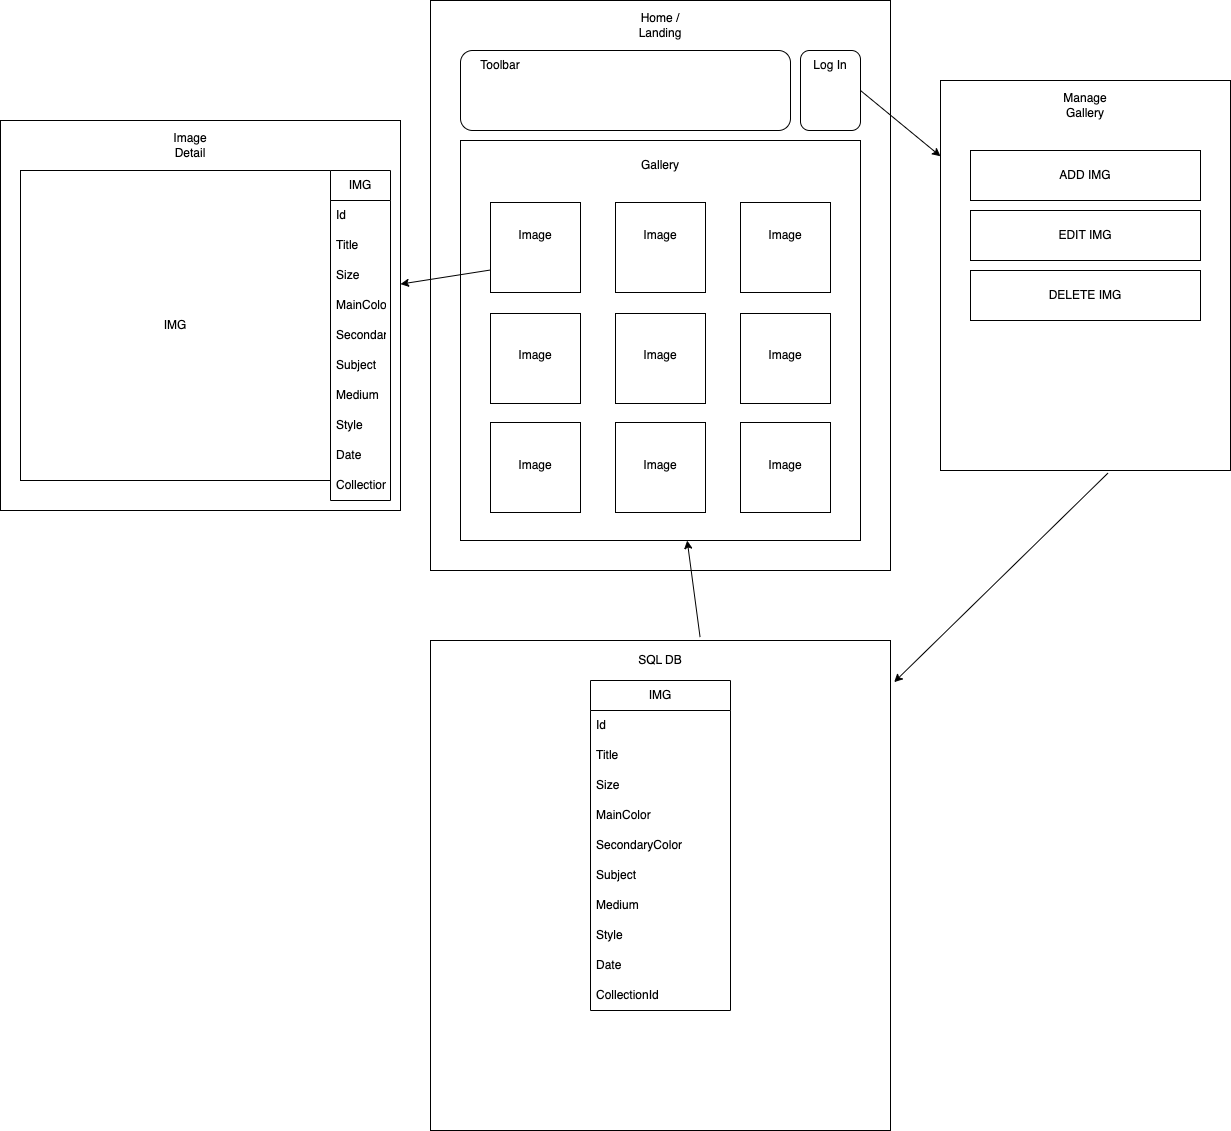 Home /
Landing
Toolbar
Log In
Gallery
Image
Image
Image
Image
Image
Image
Image
Image
Image
Image
Detail
IMG
IMG
Id
Title
Size
MainColo
Secondar
Subject
Medium
Style
Date
Collection
Manage
Gallery
ADD IMG
EDIT IMG
DELETE IMG
SQL DB
IMG
Id
Title
Size
MainColor
SecondaryColor
Subject
Medium
Style
Date
CollectionId